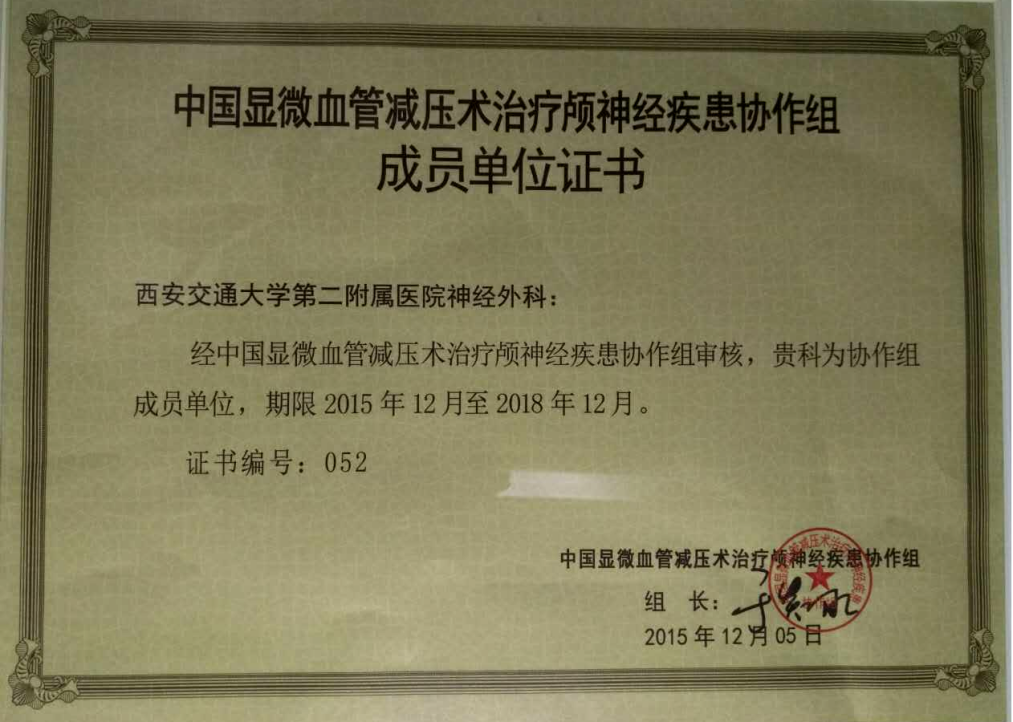 中国显微血管减压术治疗颅神经疾患协作组
成员单位证书
西安交通大学第二附属医院神经外科：
经中国显微血管减压术治疗颅神经疾患协作组审核，贵科为协作组
成员单位，期限 2015 年 12 月至 2018 年 12 月。
证书编号：052
中国显微血管减压术治疗颅神经疾患协作组
组 长：
2015 年 12 月 05 日